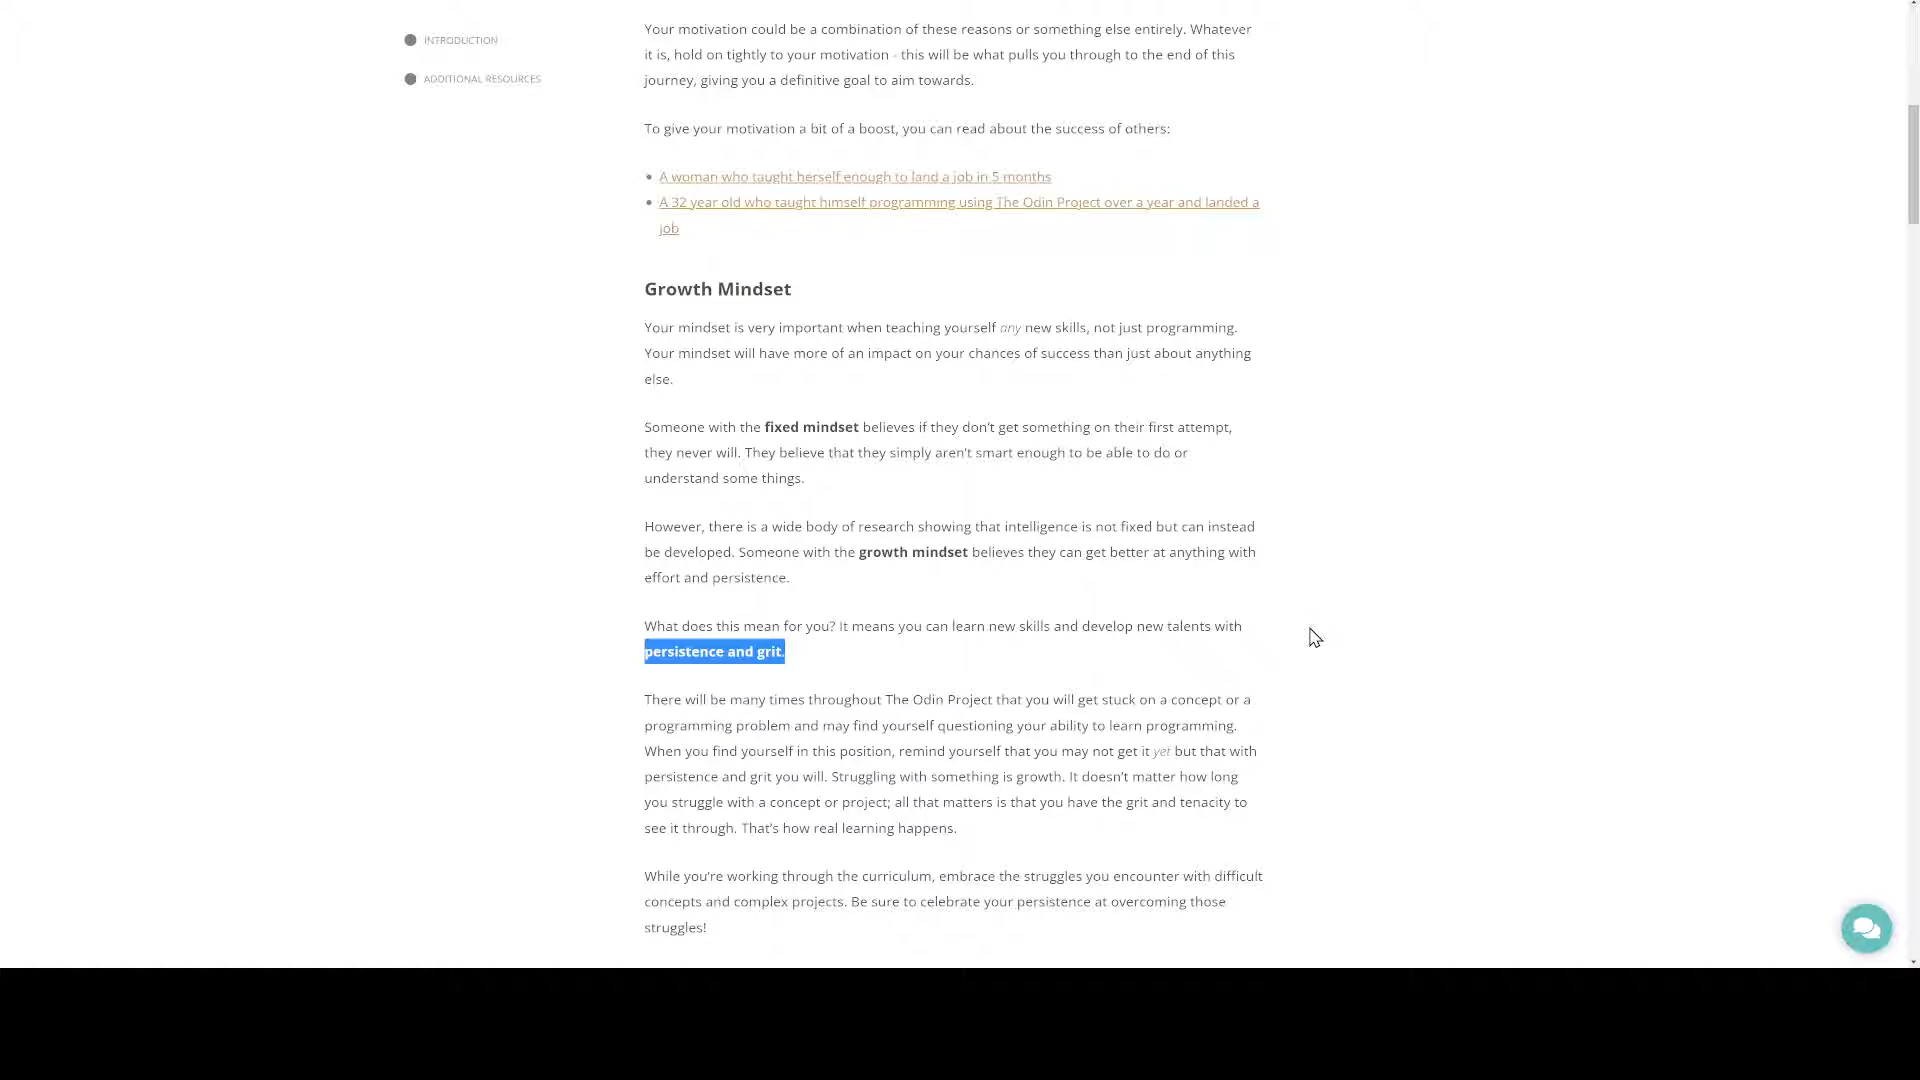 INTRODUCTION
ADDITIONAL RESOURCES
Your motivation could be a combination of these reasons or something else entirely. Whatever
it is, hold on tightly to your motivation - this will be what pulls you through to the end of this
journey, giving you a definitive goal to aim towards.
To give your motivation a bit of a boost, you can read about the success of others:
• A woman who taught herself enough to land a job in 5 months
• A 32 year old who taught himself programming using The Odin Project over a year and landed a
job
Growth Mindset
Your mindset is very important when teaching yourself any new skills, not just programming.
Your mindset will have more of an impact on your chances of success than just about anything
else.
Someone with the fixed mindset believes if they don’t get something on their first attempt,
they never will. They believe that they simply aren’t smart enough to be able to do or
understand some things.
However, there is a wide body of research showing that intelligence is not fixed but can instead
be developed. Someone with the growth mindset believes they can get better at anything with
effort and persistence.
What does this mean for you? It means you can learn new skills and develop new talents with
persistence and grit.
There will be many times throughout The Odin Project that you will get stuck on a concept or a
programming problem and may find yourself questioning your ability to learn programming.
When you find yourself in this position, remind yourself that you may not get it yet but that with
persistence and grit you will. Struggling with something is growth. It doesn’t matter how long
you struggle with a concept or project; all that matters is that you have the grit and tenacity to
see it through. That’s how real learning happens.
While you’re working through the curriculum, embrace the struggles you encounter with difficult
concepts and complex projects. Be sure to celebrate your persistence at overcoming those
struggles!